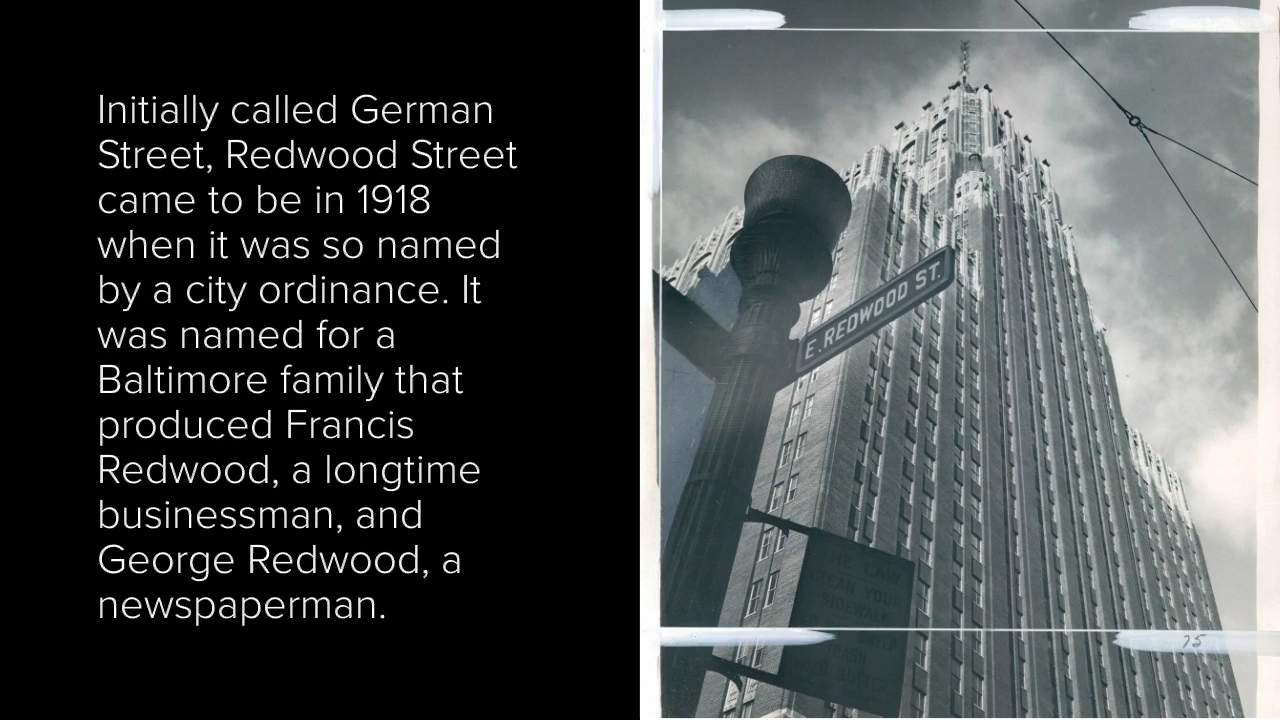 Initially called German
Street, Redwood Street
came to be in 1918
when it was so named
by a city ordinance. It
was named for a
Baltimore family that
produced Francis
Redwood, a longtime
businessman, and
George Redwood, a
newspaperman.
E. REDWOOD ST.
75